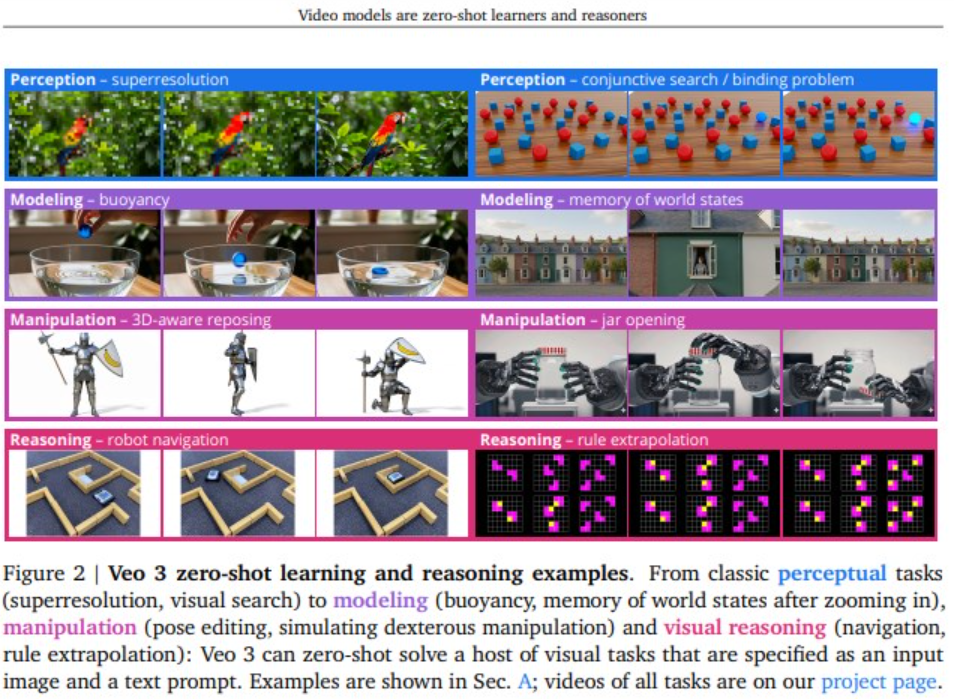 Video models are zero-shot learners and reasoners
Perception – superresolution
Perception – conjunctive search / binding problem
Modeling – buoyancy
Modeling – memory of world states
Manipulation – 3D-aware reposing
Manipulation – jar opening
Reasoning – robot navigation
Reasoning – rule extrapolation
Figure 2 | Veo 3 zero-shot learning and reasoning examples. From classic perceptual tasks
(superresolution, visual search) to modeling (buoyancy, memory of world states after zooming in),
manipulation (pose editing, simulating dexterous manipulation) and visual reasoning (navigation,
rule extrapolation): Veo 3 can zero-shot solve a host of visual tasks that are specified as an input
image and a text prompt. Examples are shown in Sec. A; videos of all tasks are on our project page.